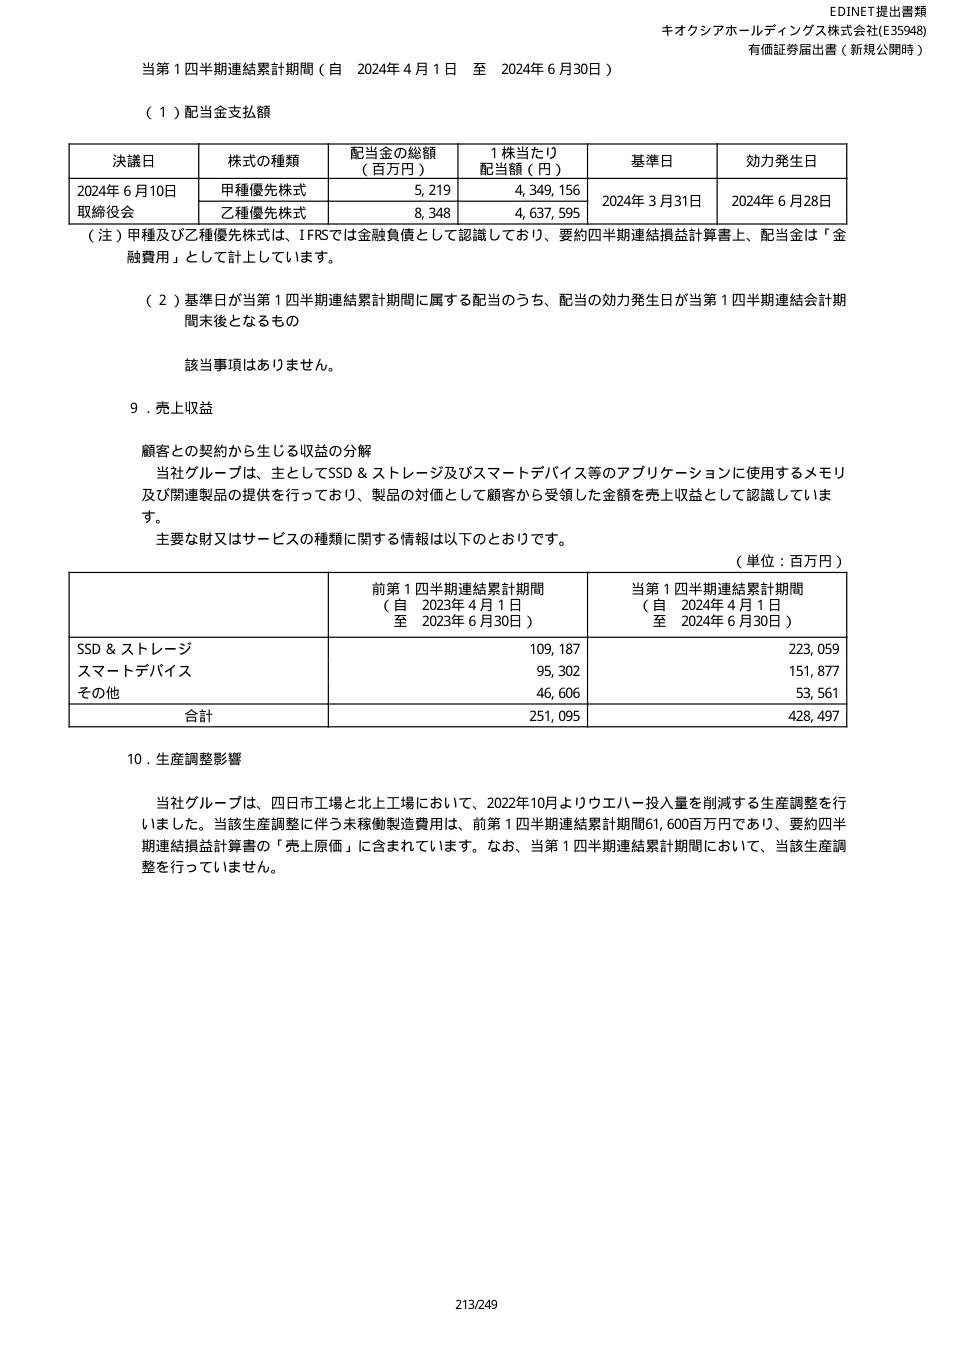 EDINET提出書類
キオクシアホールディングス株式会社(E35948)
有価証券届出書（新規公開時）
当第１四半期連結累計期間（自　2024年４月１日　至　2024年６月30日）
（１）配当金支払額
決議日　株式の種類　配当金の総額（百万円）　１株当たり配当額（円）　基準日　効力発生日
2024年６月10日取締役会　甲種優先株式　5,219　4,349,156　2024年３月31日　2024年６月28日
乙種優先株式　8,348　4,637,595
（注）甲種及び乙種優先株式は、IFRSでは金融負債として認識しており、要約四半期連結損益計算書上、配当金は「金
融費用」として計上しています。
（２）基準日が当第１四半期連結累計期間に属する配当のうち、配当の効力発生日が当第１四半期連結会計期
間末後となるもの
該当事項はありません。
９．売上収益
顧客との契約から生じる収益の分解
当社グループは、主としてSSD & ストレージ及びスマートデバイス等のアプリケーションに使用するメモリ
及び関連製品の提供を行っており、製品の対価として顧客から受領した金額を売上収益として認識していま
す。
主要な財又はサービスの種類に関する情報は以下のとおりです。
（単位：百万円）
前第１四半期連結累計期間　当第１四半期連結累計期間
（自　2023年４月１日　（自　2024年４月１日
至　2023年６月30日）　至　2024年６月30日）
SSD & ストレージ　109,187　223,059
スマートデバイス　95,302　151,877
その他　46,606　53,561
合計　251,095　428,497
10．生産調整影響
当社グループは、四日市工場と北上工場において、2022年10月よりウエハー投入量を削減する生産調整を行
いました。当該生産調整に伴う未稼働製造費用は、前第１四半期連結累計期間61,600百万円であり、要約四半
期連結損益計算書の「売上原価」に含まれています。なお、当第１四半期連結累計期間において、当該生産調
整を行っていません。
213/249